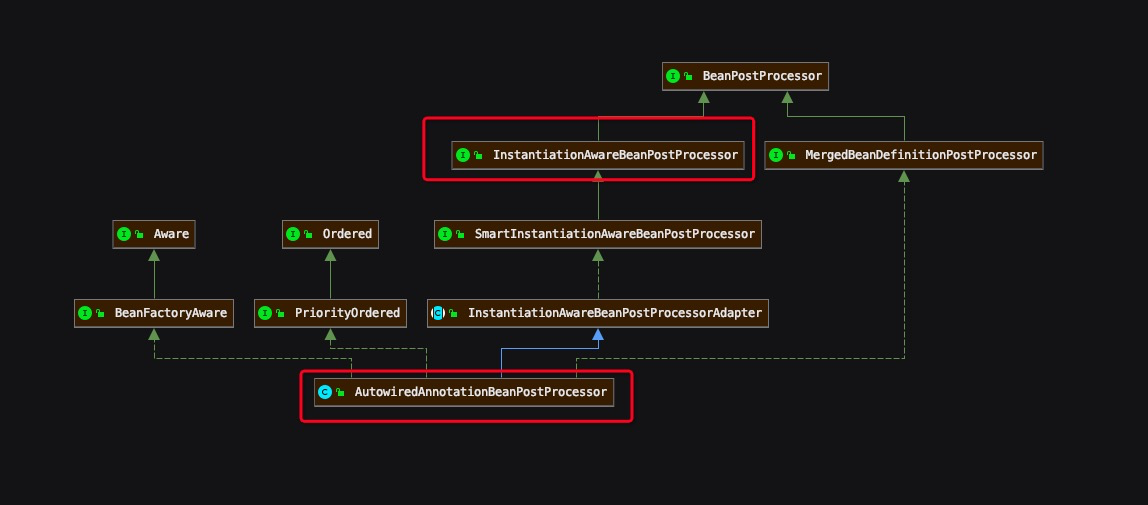 BeanPostProcessor
InstantiationAwareBeanPostProcessor
MergedBeanDefinitionPostProcessor
Aware
Ordered
SmartInstantiationAwareBeanPostProcessor
BeanFactoryAware
PriorityOrdered
InstantiationAwareBeanPostProcessorAdapter
AutowiredAnnotationBeanPostProcessor